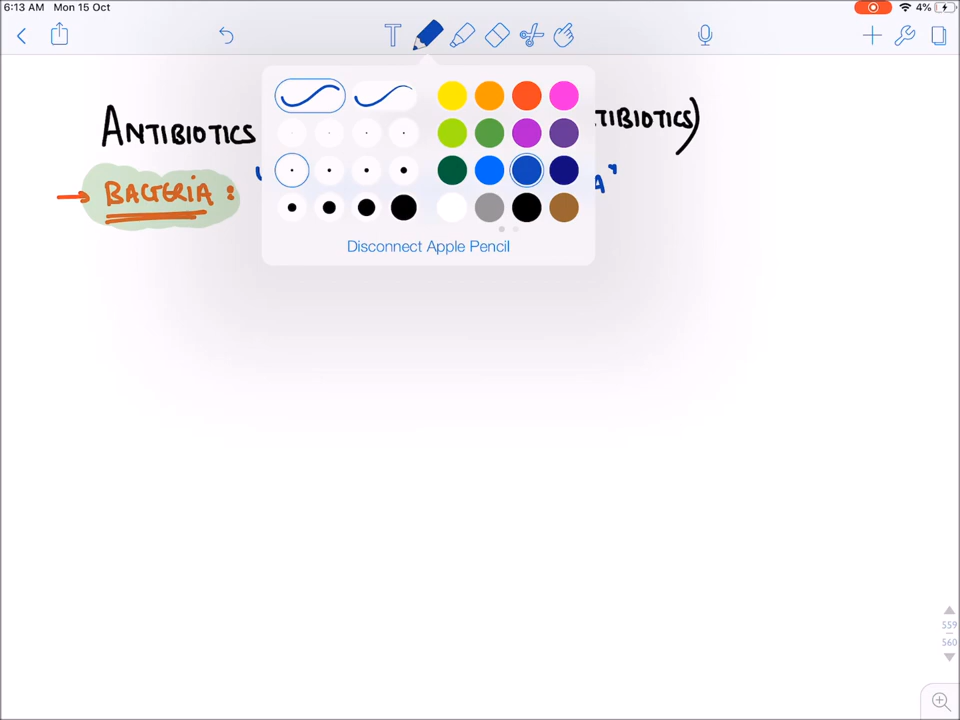 6:13 AM Mon 15 Oct
4%
T
ANTIBIOTICS TIBIOTICS)
→ BACTERIA : A"
Disconnect Apple Pencil
559
560